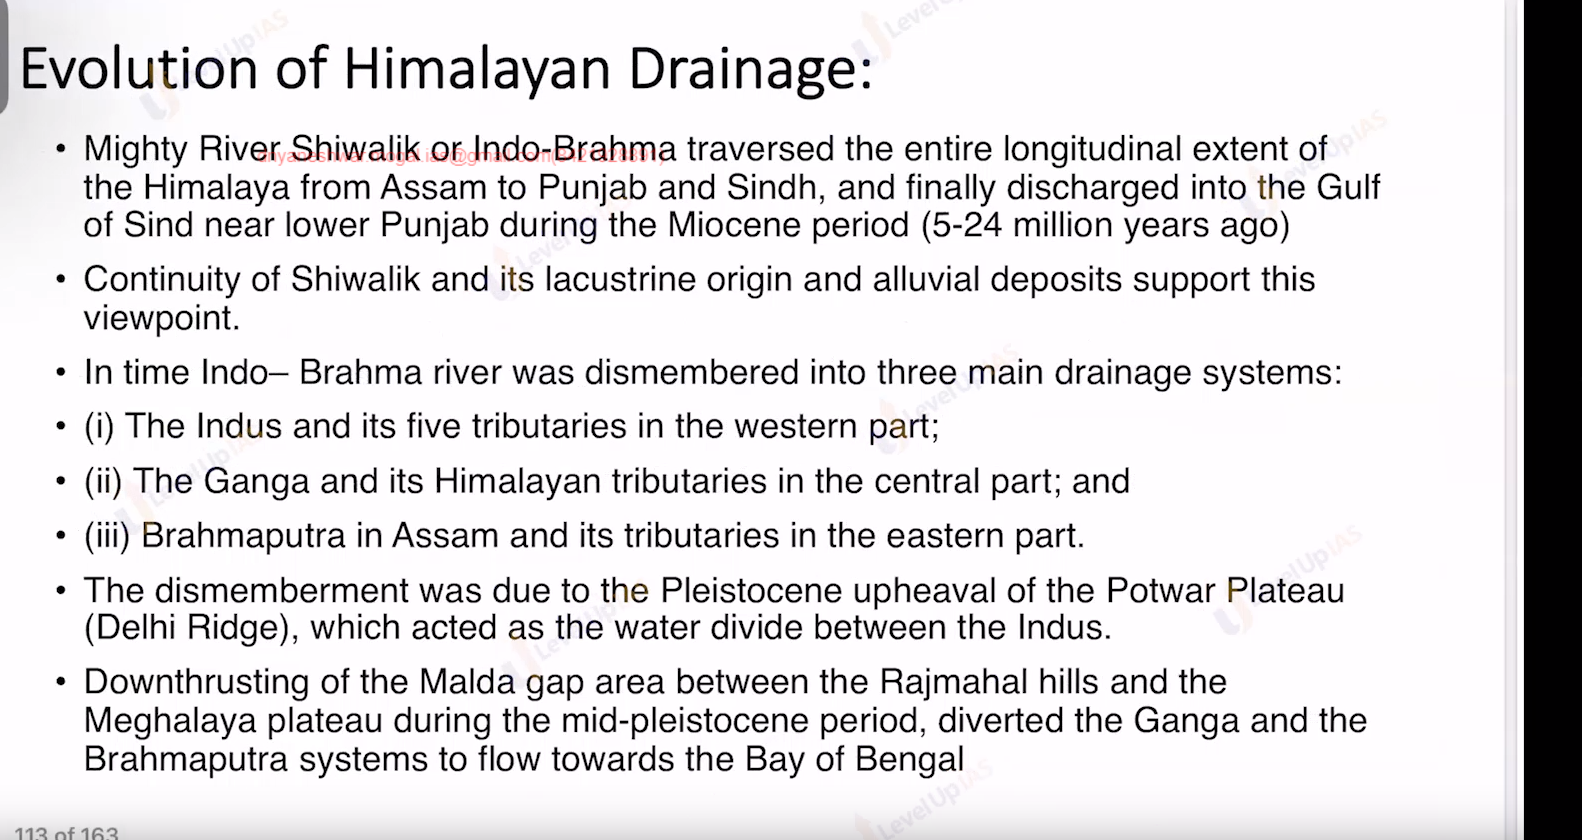 Evolution of Himalayan Drainage:
• Mighty River Shiwalik or Indo-Brahma traversed the entire longitudinal extent of
the Himalaya from Assam to Punjab and Sindh, and finally discharged into the Gulf
of Sind near lower Punjab during the Miocene period (5-24 million years ago)
• Continuity of Shiwalik and its lacustrine origin and alluvial deposits support this
viewpoint.
• In time Indo– Brahma river was dismembered into three main drainage systems:
• (i) The Indus and its five tributaries in the western part;
• (ii) The Ganga and its Himalayan tributaries in the central part; and
• (iii) Brahmaputra in Assam and its tributaries in the eastern part.
• The dismemberment was due to the Pleistocene upheaval of the Potwar Plateau
(Delhi Ridge), which acted as the water divide between the Indus.
• Downthrusting of the Malda gap area between the Rajmahal hills and the
Meghalaya plateau during the mid-pleistocene period, diverted the Ganga and the
Brahmaputra systems to flow towards the Bay of Bengal
113 of 163
LevelUpIAS